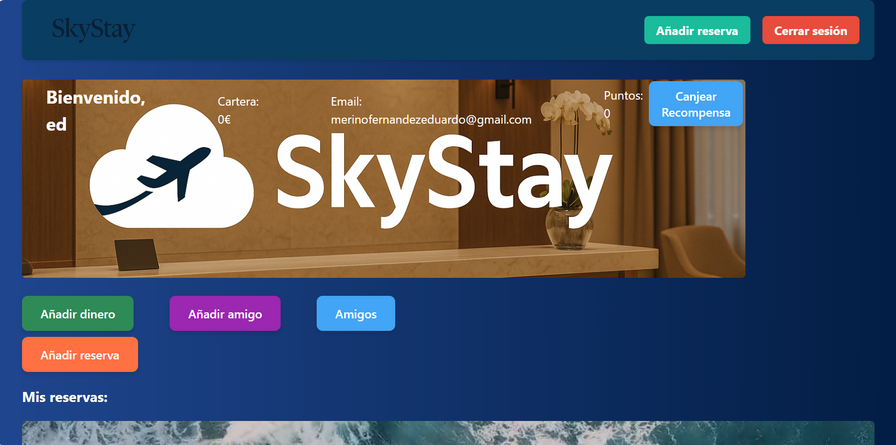 SkyStay
Añadir reserva
Cerrar sesión
Bienvenido,
ed
Cartera:
0€
Email:
merinofernandezeduardo@gmail.com
Puntos:
0
Canjear
Recompensa
SkyStay
Añadir dinero
Añadir amigo
Amigos
Añadir reserva
Mis reservas: